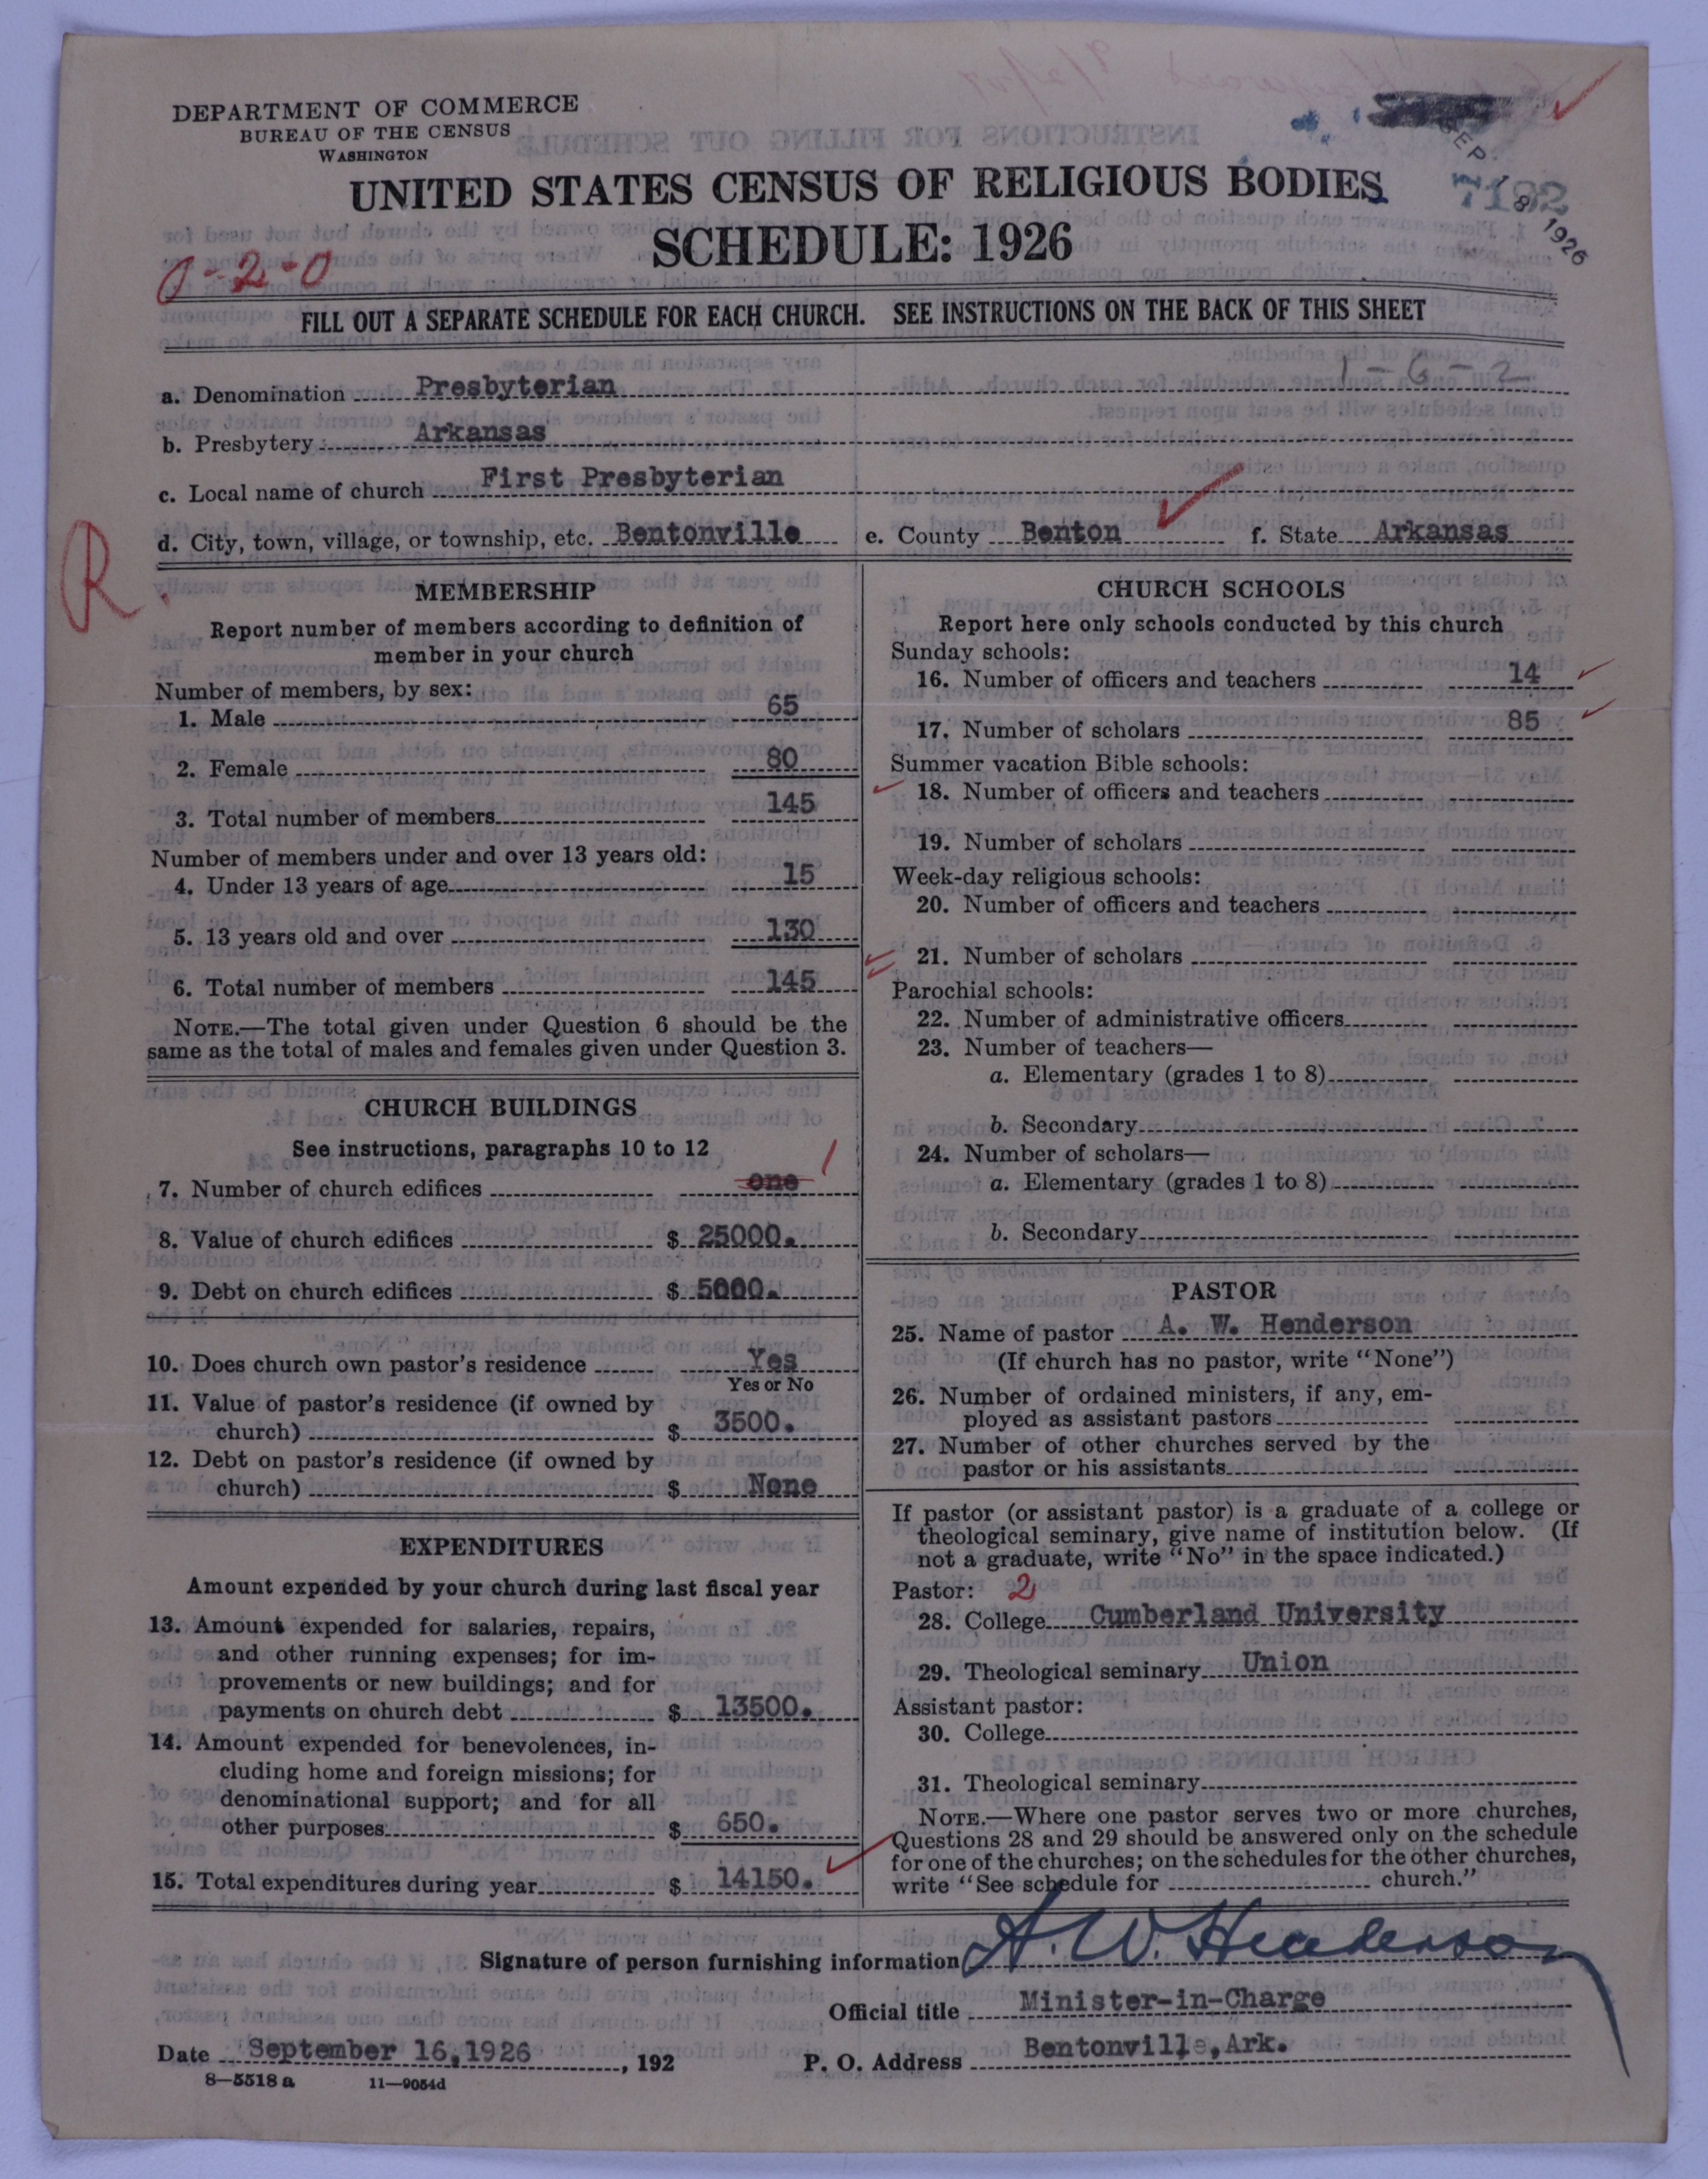 DEPARTMENT OF COMMERCE
BUREAU OF THE CENSUS
WASHINGTON
UNITED STATES CENSUS OF RELIGIOUS BODIES
SCHEDULE: 1926
7182
SEP 8 1926
0-2-0
FILL OUT A SEPARATE SCHEDULE FOR EACH CHURCH. SEE INSTRUCTIONS ON THE BACK OF THIS SHEET
1-6-2
a. Denomination Presbyterian
b. Presbytery Arkansas
c. Local name of church First Presbyterian
d. City, town, village, or township, etc. Bentonville e. County Benton f. State Arkansas
R.
MEMBERSHIP
Report number of members according to definition of
member in your church
Number of members, by sex:
1. Male 65
2. Female 80
3. Total number of members 145
Number of members under and over 13 years old:
4. Under 13 years of age 15
5. 13 years old and over 130
6. Total number of members 145
NOTE.—The total given under Question 6 should be the
same as the total of males and females given under Question 3.
CHURCH BUILDINGS
See instructions, paragraphs 10 to 12
7. Number of church edifices one 1
8. Value of church edifices $ 25000.
9. Debt on church edifices $ 5000.
10. Does church own pastor's residence Yes
Yes or No
11. Value of pastor's residence (if owned by
church) $ 3500.
12. Debt on pastor's residence (if owned by
church) $ None
EXPENDITURES
Amount expended by your church during last fiscal year
13. Amount expended for salaries, repairs,
and other running expenses; for im-
provements or new buildings; and for
payments on church debt $ 13500.
14. Amount expended for benevolences, in-
cluding home and foreign missions; for
denominational support; and for all
other purposes $ 650.
15. Total expenditures during year $ 14150.
CHURCH SCHOOLS
Report here only schools conducted by this church
Sunday schools:
16. Number of officers and teachers 14
17. Number of scholars 85
Summer vacation Bible schools:
18. Number of officers and teachers
19. Number of scholars
Week-day religious schools:
20. Number of officers and teachers
21. Number of scholars
Parochial schools:
22. Number of administrative officers
23. Number of teachers—
a. Elementary (grades 1 to 8)
b. Secondary
24. Number of scholars—
a. Elementary (grades 1 to 8)
b. Secondary
PASTOR
25. Name of pastor A. W. Henderson
(If church has no pastor, write "None")
26. Number of ordained ministers, if any, em-
ployed as assistant pastors
27. Number of other churches served by the
pastor or his assistants
If pastor (or assistant pastor) is a graduate of a college or
theological seminary, give name of institution below. (If
not a graduate, write "No" in the space indicated.)
Pastor: 2
28. College Cumberland University
29. Theological seminary Union
Assistant pastor:
30. College
31. Theological seminary
NOTE.—Where one pastor serves two or more churches,
Questions 28 and 29 should be answered only on the schedule
for one of the churches; on the schedules for the other churches,
write "See schedule for church."
Signature of person furnishing information A. W. Henderson
Official title Minister-in-Charge
Date September 16,1926, 192 P. O. Address Bentonville,Ark.
8—5518 a 11—9054d